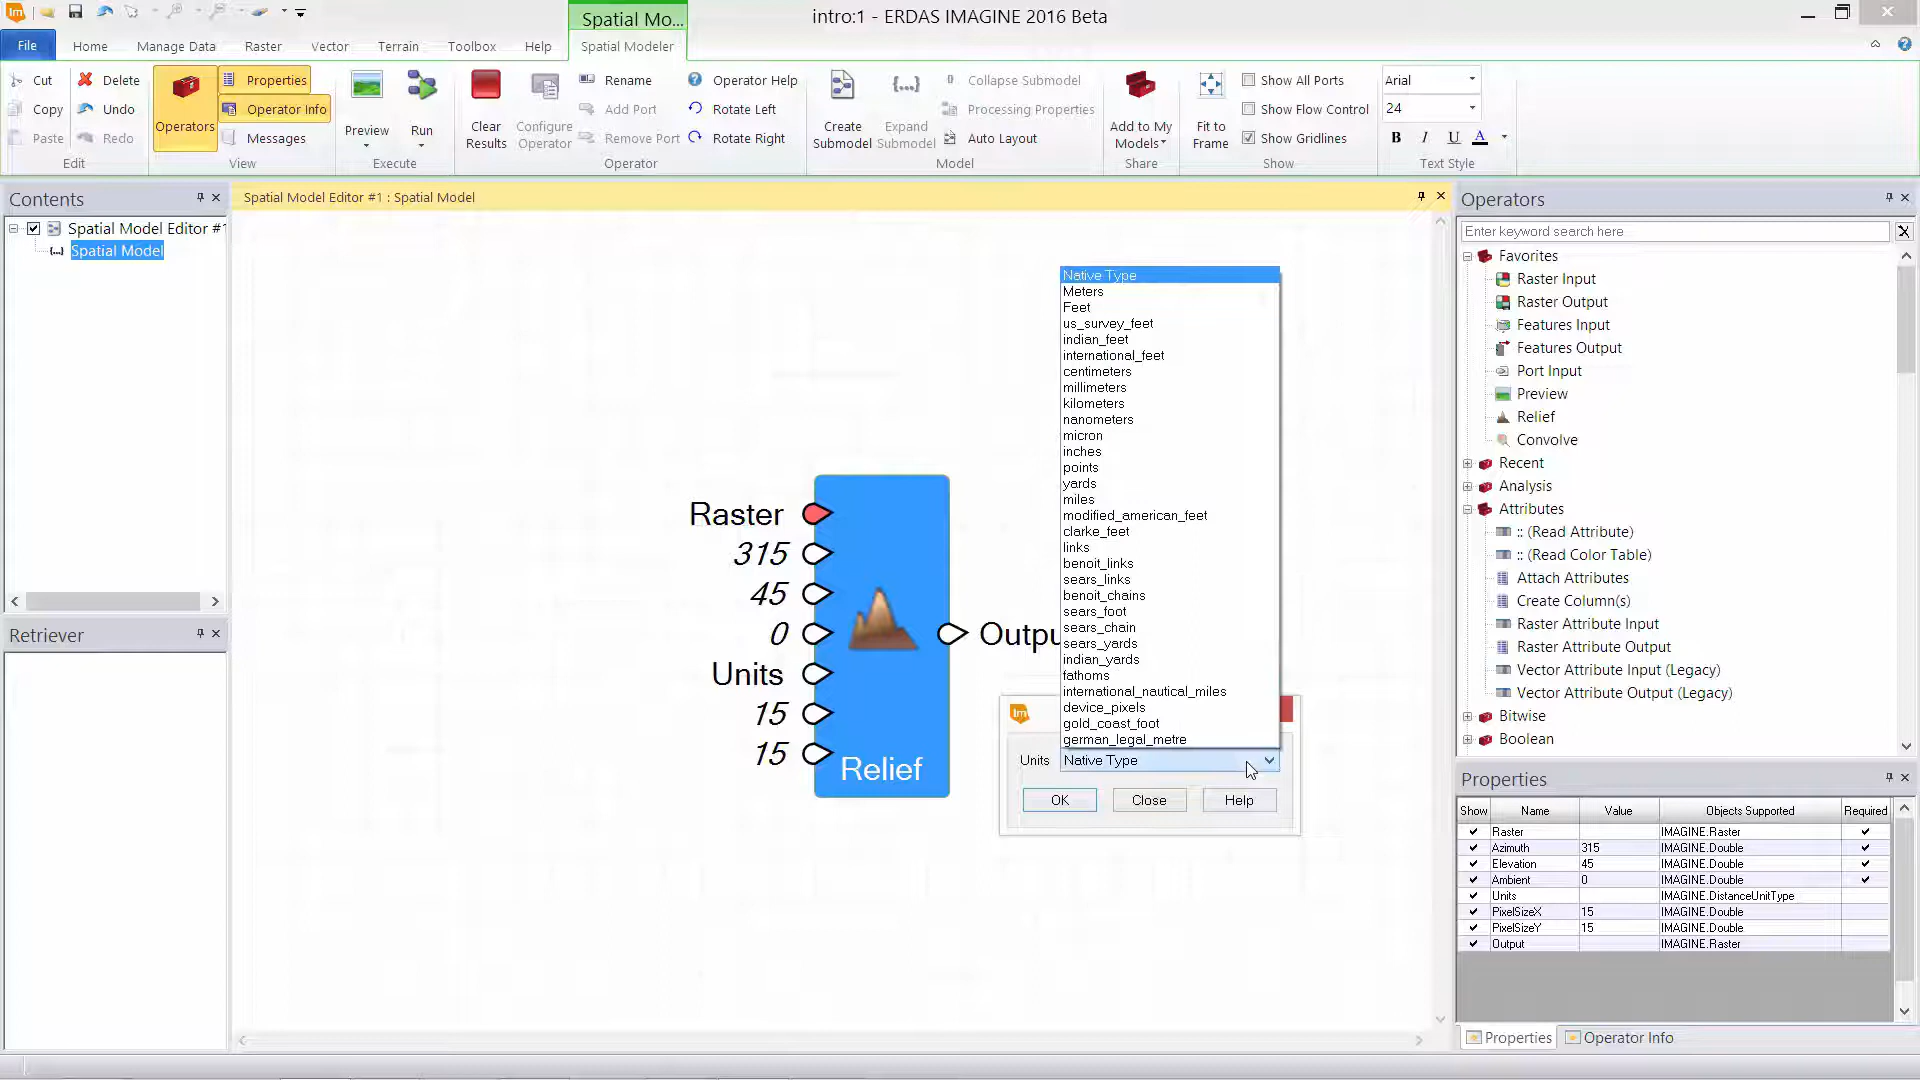 Spatial Mo...
intro:1 - ERDAS IMAGINE 2016 Beta
File
Home
Manage Data
Raster
Vector
Terrain
Toolbox
Help
Spatial Modeler
Cut
Copy
Paste
Delete
Undo
Redo
Edit
Operators
Properties
Operator Info
Messages
View
Preview
Run
Execute
Clear
Results
Configure
Operator
Rename
Add Port
Remove Port
Operator Help
Rotate Left
Rotate Right
Operator
Create
Submodel
Expand
Submodel
Collapse Submodel
Processing Properties
Auto Layout
Model
Add to My
Models
Share
Fit to
Frame
Show All Ports
Show Flow Control
Show Gridlines
Show
Arial
24
B I U A
Text Style
Contents
Spatial Model Editor #1
Spatial Model
Retriever
Spatial Model Editor #1 : Spatial Model
Raster
315
45
0
Units
15
15
Relief
Outpu
Native Type
Meters
Feet
us_survey_feet
indian_feet
international_feet
centimeters
millimeters
kilometers
nanometers
micron
inches
points
yards
miles
modified_american_feet
clarke_feet
links
benoit_links
sears_links
benoit_chains
sears_foot
sears_chain
sears_yards
indian_yards
fathoms
international_nautical_miles
device_pixels
gold_coast_foot
german_legal_metre
Im
Units
Native Type
OK
Close
Help
Operators
Enter keyword search here
Favorites
Raster Input
Raster Output
Features Input
Features Output
Port Input
Preview
Relief
Convolve
Recent
Analysis
Attributes
:: (Read Attribute)
:: (Read Color Table)
Attach Attributes
Create Column(s)
Raster Attribute Input
Raster Attribute Output
Vector Attribute Input (Legacy)
Vector Attribute Output (Legacy)
Bitwise
Boolean
Properties
Show Name Value Objects Supported Required
Raster IMAGINE.Raster
Azimuth 315 IMAGINE.Double
Elevation 45 IMAGINE.Double
Ambient 0 IMAGINE.Double
Units IMAGINE.DistanceUnitType
PixelSizeX 15 IMAGINE.Double
PixelSizeY 15 IMAGINE.Double
Output IMAGINE.Raster
Properties
Operator Info